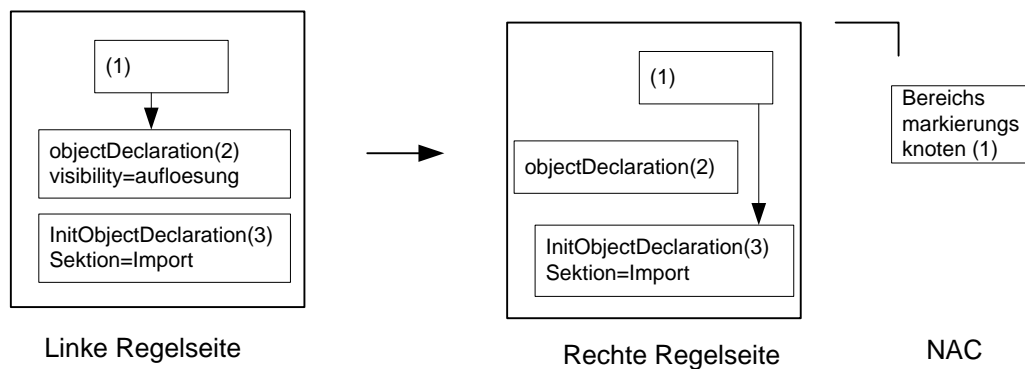 (1)
objectDeclaration(2)
visibility=aufloesung
InitObjectDeclaration(3)
Sektion=Import
Linke Regelseite
(1)
objectDeclaration(2)
InitObjectDeclaration(3)
Sektion=Import
Rechte Regelseite
Bereichs
markierungs
knoten (1)
NAC